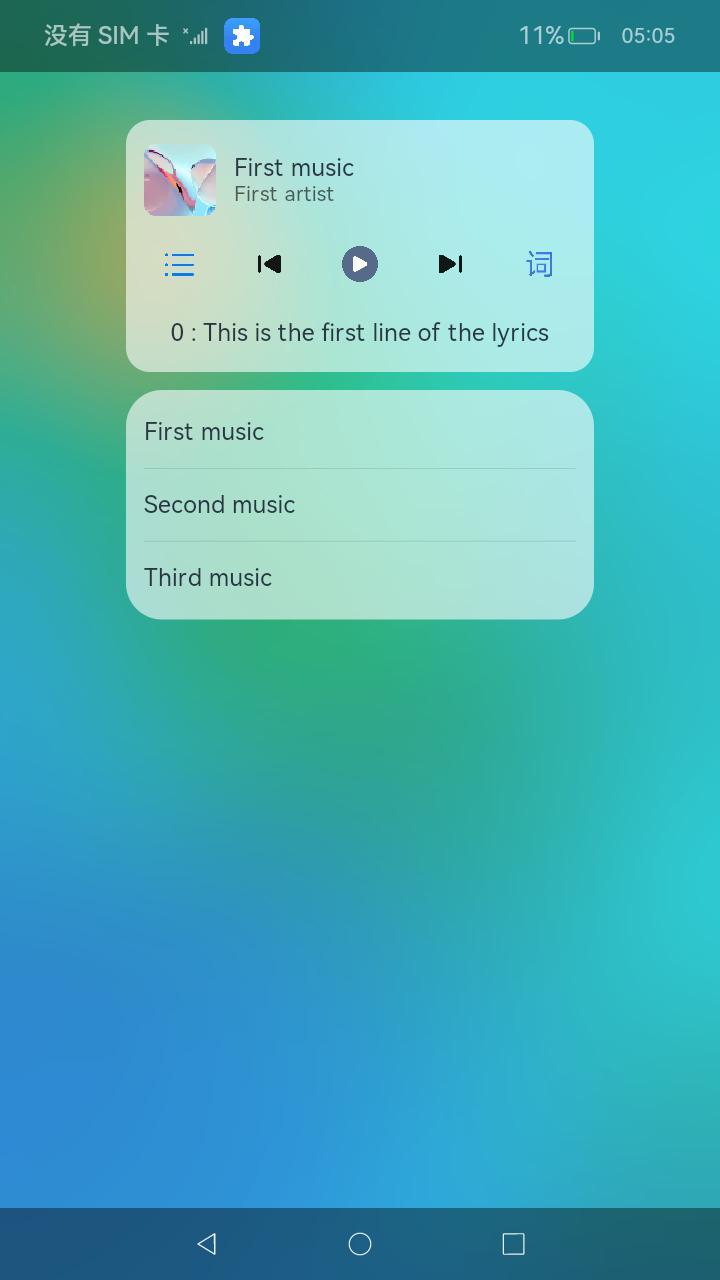 没有 SIM 卡 11% 05:05
First music
First artist
词
0 : This is the first line of the lyrics
First music
Second music
Third music